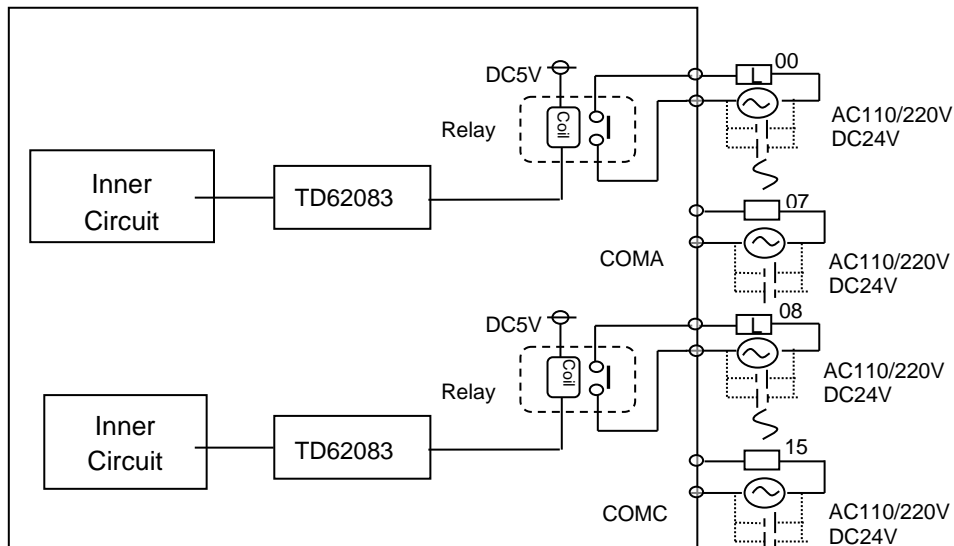 00
L
DC5V
AC110/220V
DC24V
Coil
Relay
Inner
Circuit
TD62083
07
COMA
AC110/220V
DC24V
08
L
DC5V
AC110/220V
DC24V
Coil
Relay
Inner
Circuit
TD62083
15
COMC
AC110/220V
DC24V